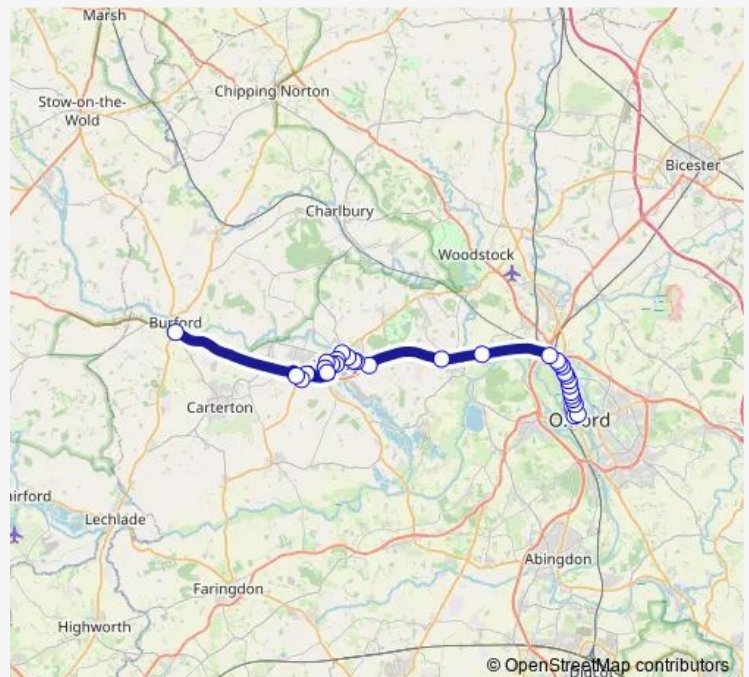 Marsh
Chipping Norton
Stow-on-the-
Wold
Bicester
Charlbury
Woodstock
Burford
Carterton
Oxford
airford
Lechlade
Abingdon
Faringdon
Highworth
© OpenStreetMap contributors